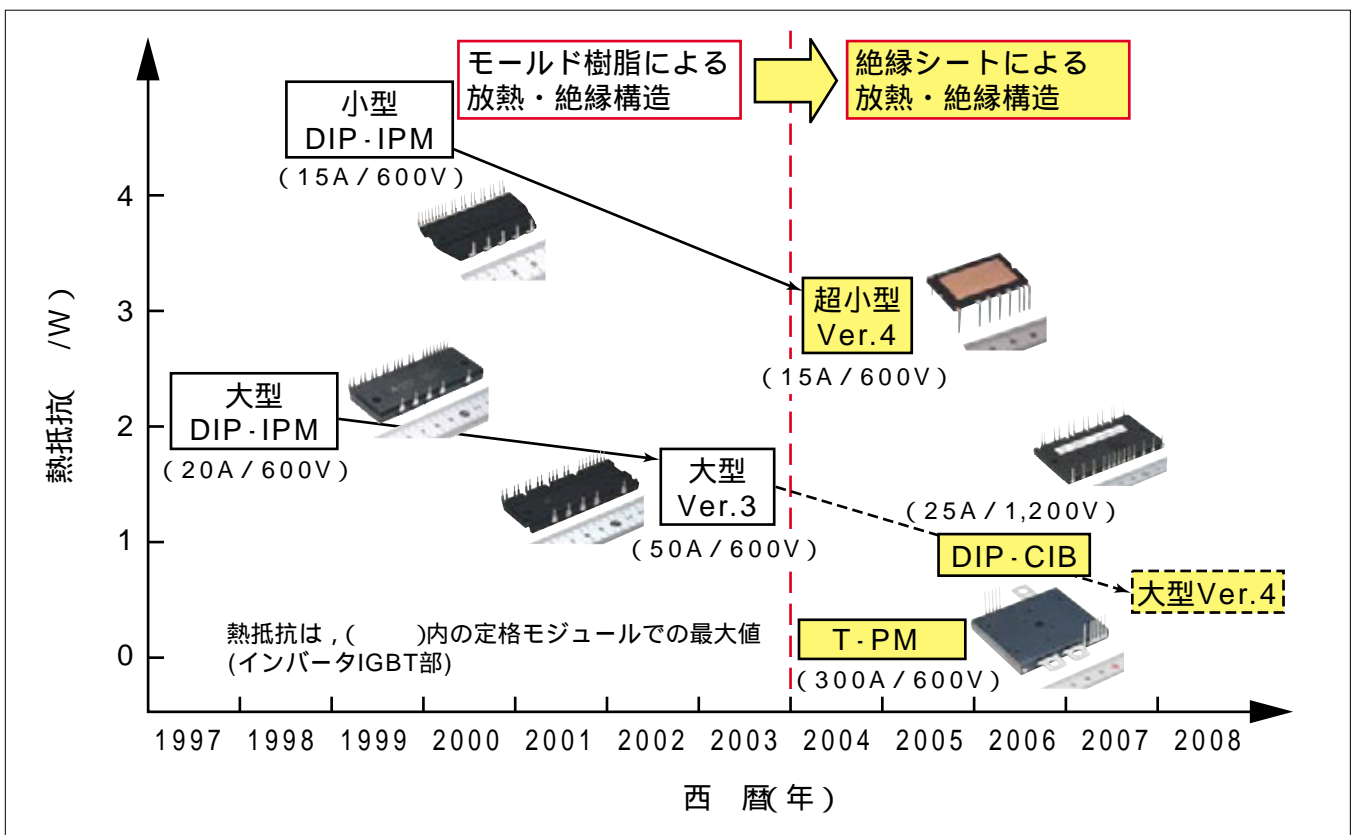 モールド樹脂による
放熱・絶縁構造
絶縁シートによる
放熱・絶縁構造
小型
DIP-IPM
(15A/600V)
4
3
2
1
0
熱抵抗( /W)
超小型
Ver.4
(15A/600V)
大型
DIP-IPM
(20A/600V)
大型
Ver.3
(50A/600V)
(25A/1,200V)
DIP-CIB
大型Ver.4
T-PM
(300A/600V)
熱抵抗は,( )内の定格モジュールでの最大値
(インバータIGBT部)
1997 1998 1999 2000 2001 2002 2003 2004 2005 2006 2007 2008
西 暦(年)